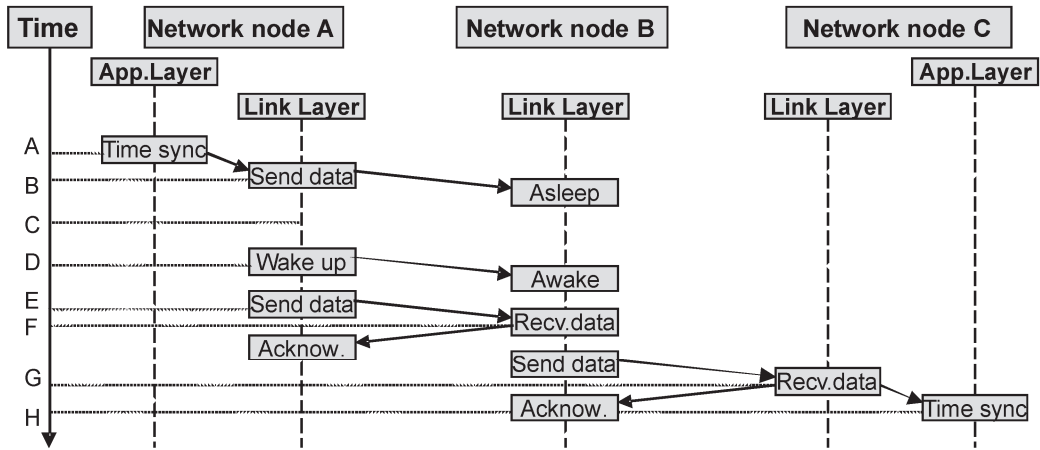 Time
Network node A
Network node B
Network node C
App.Layer
App.Layer
Link Layer
Link Layer
Link Layer
A
Time sync
Send data
B
Asleep
C
D
Wake up
Awake
E
Send data
F
Recv.data
Acknow.
Send data
G
Recv.data
H
Acknow.
Time sync